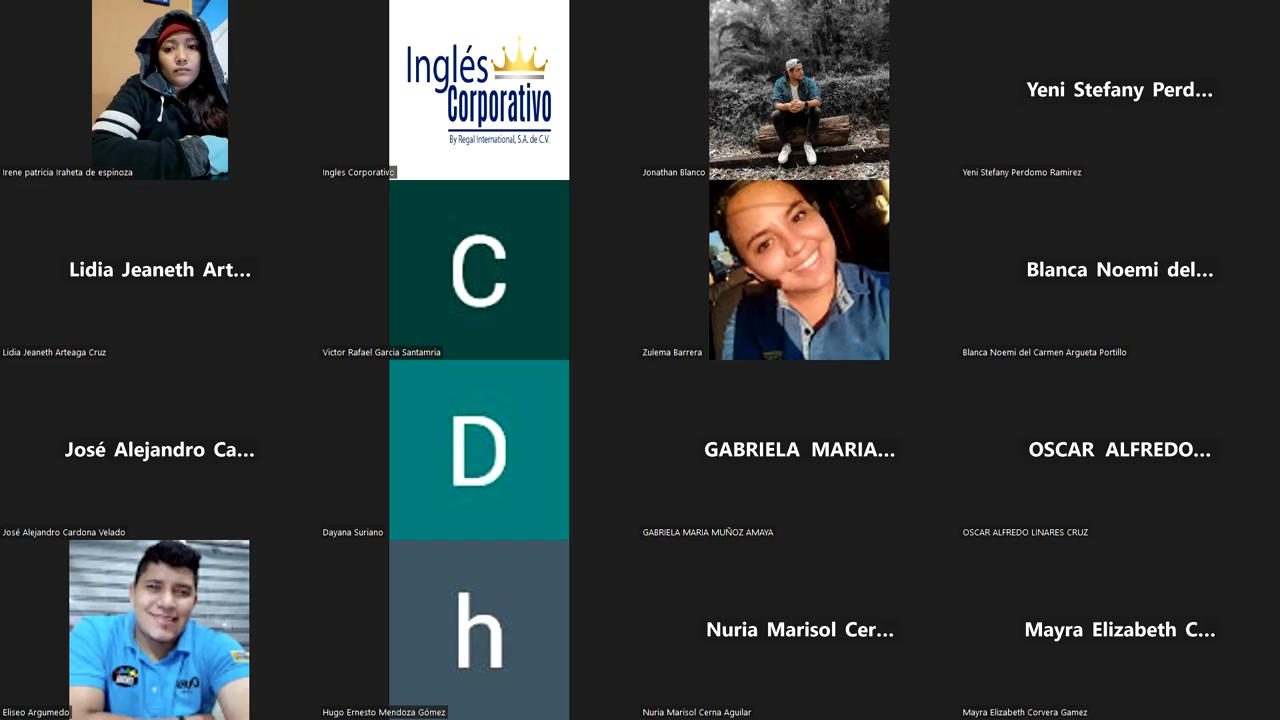 Irene patricia Iraheta de espinoza
Inglés
Corporativo
By Regal International, S.A. de C.V.
Ingles Corporativo
Jonathan Blanco
Yeni Stefany Perd...
Yeni Stefany Perdomo Ramirez
Lidia Jeaneth Art...
Lidia Jeaneth Arteaga Cruz
C
Victor Rafael Garcia Santamria
Zulema Barrera
Blanca Noemi del...
Blanca Noemi del Carmen Argueta Portillo
José Alejandro Ca...
José Alejandro Cardona Velado
D
Dayana Suriano
GABRIELA MARIA...
GABRIELA MARIA MUÑOZ AMAYA
OSCAR ALFREDO...
OSCAR ALFREDO LINARES CRUZ
Eliseo Argumedo
h
Hugo Ernesto Mendoza Gómez
Nuria Marisol Cer...
Nuria Marisol Cerna Aguilar
Mayra Elizabeth C...
Mayra Elizabeth Corvera Gamez